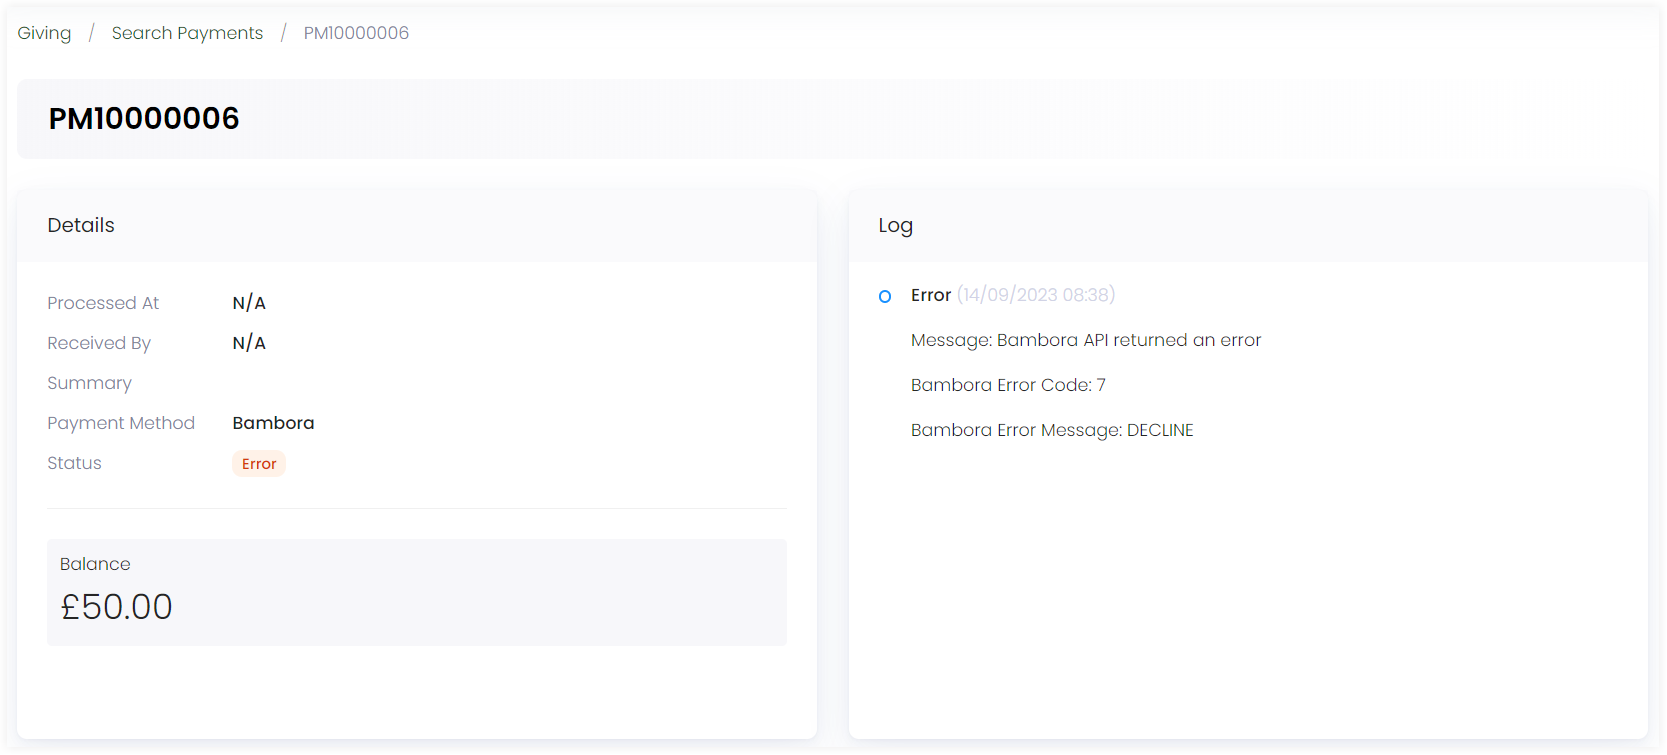 Giving / Search Payments / PM10000006
PM10000006
Details
Processed At N/A
Received By N/A
Summary
Payment Method Bambora
Status Error
Balance
£50.00
Log
Error (14/09/2023 08:38)
Message: Bambora API returned an error
Bambora Error Code: 7
Bambora Error Message: DECLINE